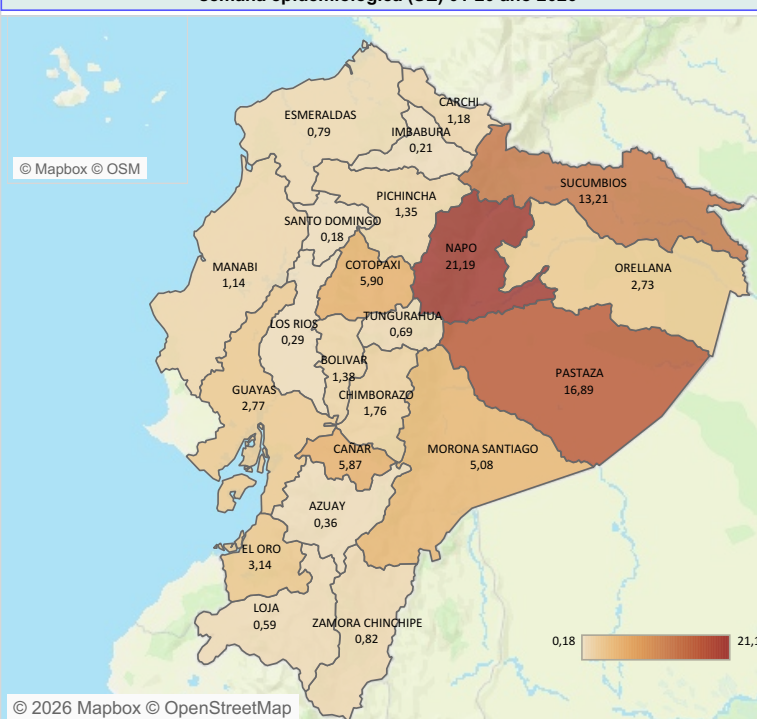 CARCHI
1,18
ESMERALDAS
0,79
IMBABURA
0,21
© Mapbox © OSM
SUCUMBIOS
13,21
PICHINCHA
1,35
SANTO DOMINGO
0,18
NAPO
21,19
MANABI
1,14
COTOPAXI
5,90
ORELLANA
2,73
TUNGURAHUA
0,69
LOS RIOS
0,29
BOLIVAR
1,38
PASTAZA
16,89
GUAYAS
2,77
CHIMBORAZO
1,76
CAÑAR
5,87
MORONA SANTIAGO
5,08
AZUAY
0,36
EL ORO
3,14
LOJA
0,59
ZAMORA CHINCHIPE
0,82
0,18
21,1
© 2026 Mapbox © OpenStreetMap